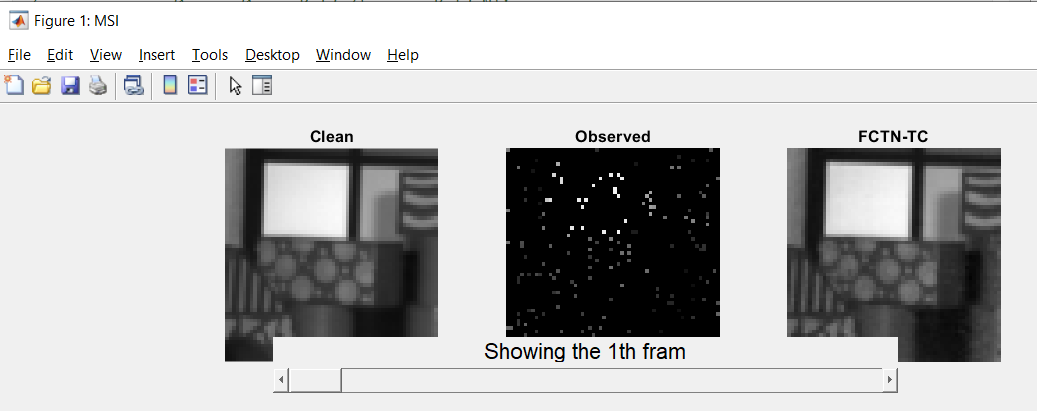 Figure 1: MSI
File Edit View Insert Tools Desktop Window Help
Clean Observed FCTN-TC
Showing the 1th fram